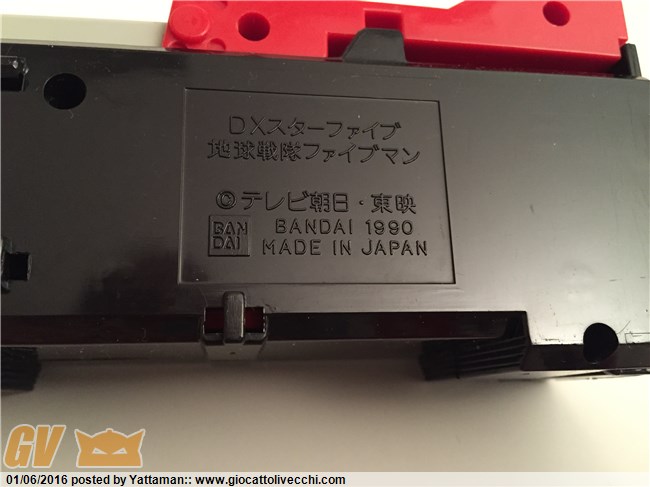 DXスターファイブ
地球戦隊ファイブマン
©テレビ朝日・東映
BAN
DAI
BANDAI 1990
MADE IN JAPAN
GV
01/06/2016 posted by Yattaman:: www.giocattolivecchi.com